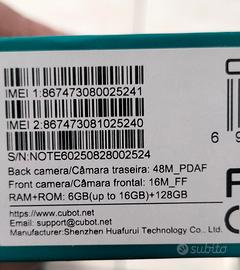 IMEI 1:867473080025241
IMEI 2:867473081025240
S/N:NOTE60250828002524
Back camera/Câmara traseira: 48M_PDAF
Front camera/Câmara frontal: 16M_FF
RAM+ROM: 6GB(up to 16GB)+128GB
https://www.cubot.net
Email: support@cubot.net
Manufacturer:Shenzhen Huafurui Technology Co., Ltd.
6
subito